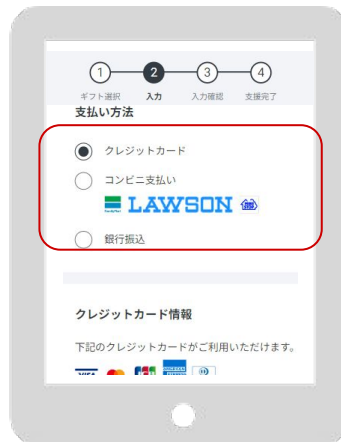 1 2 3 4
ギフト選択 入力 入力確認 支援完了
支払い方法
クレジットカード
コンビニ支払い
FamilyMart LAWSON
銀行振込
クレジットカード情報
下記のクレジットカードがご利用いただけます。
VISA JCB